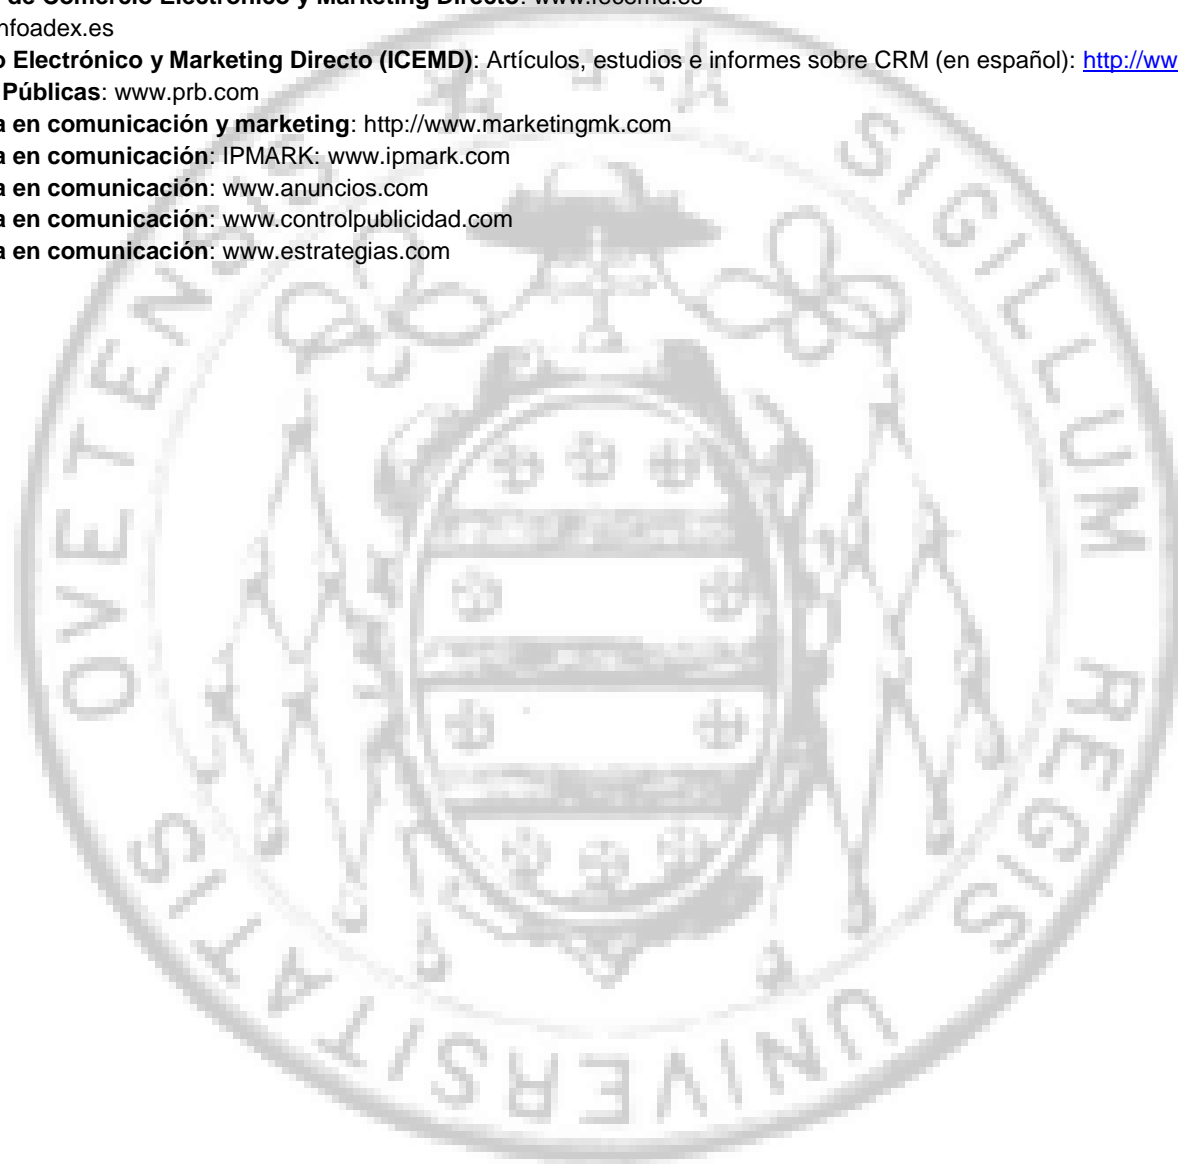 de Comercio Electrónico y Marketing Directo: www.fecemd.es
nfoadex.es
o Electrónico y Marketing Directo (ICEMD): Artículos, estudios e informes sobre CRM (en español): http://ww
Públicas: www.prb.com
a en comunicación y marketing: http://www.marketingmk.com
a en comunicación: IPMARK: www.ipmark.com
a en comunicación: www.anuncios.com
a en comunicación: www.controlpublicidad.com
a en comunicación: www.estrategias.com
SIGILLUM REGIS UNIVERSITATIS OVETENSIS